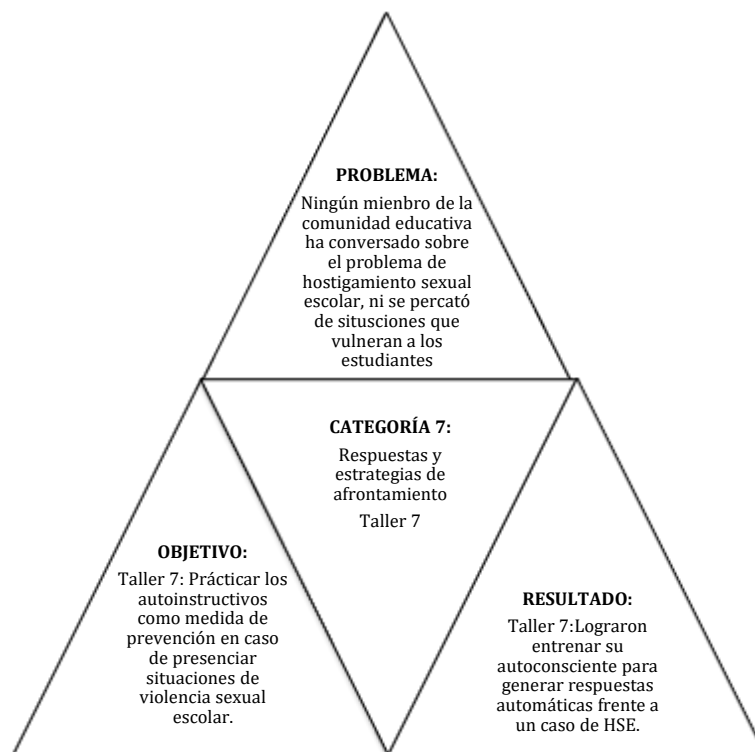 PROBLEMA:
Ningún mienbro de la
comunidad educativa
ha conversado sobre
el problema de
hostigamiento sexual
escolar, ni se percató
de situsciones que
vulneran a los
estudiantes
CATEGORÍA 7:
Respuestas y
estrategias de
afrontamiento
Taller 7
OBJETIVO:
Taller 7: Prácticar los
autoinstructivos
como medida de
prevención en caso
de presenciar
situaciones de
violencia sexual
escolar.
RESULTADO:
Taller 7:Lograron
entrenar su
autoconsciente para
generar respuestas
automáticas frente a
un caso de HSE.